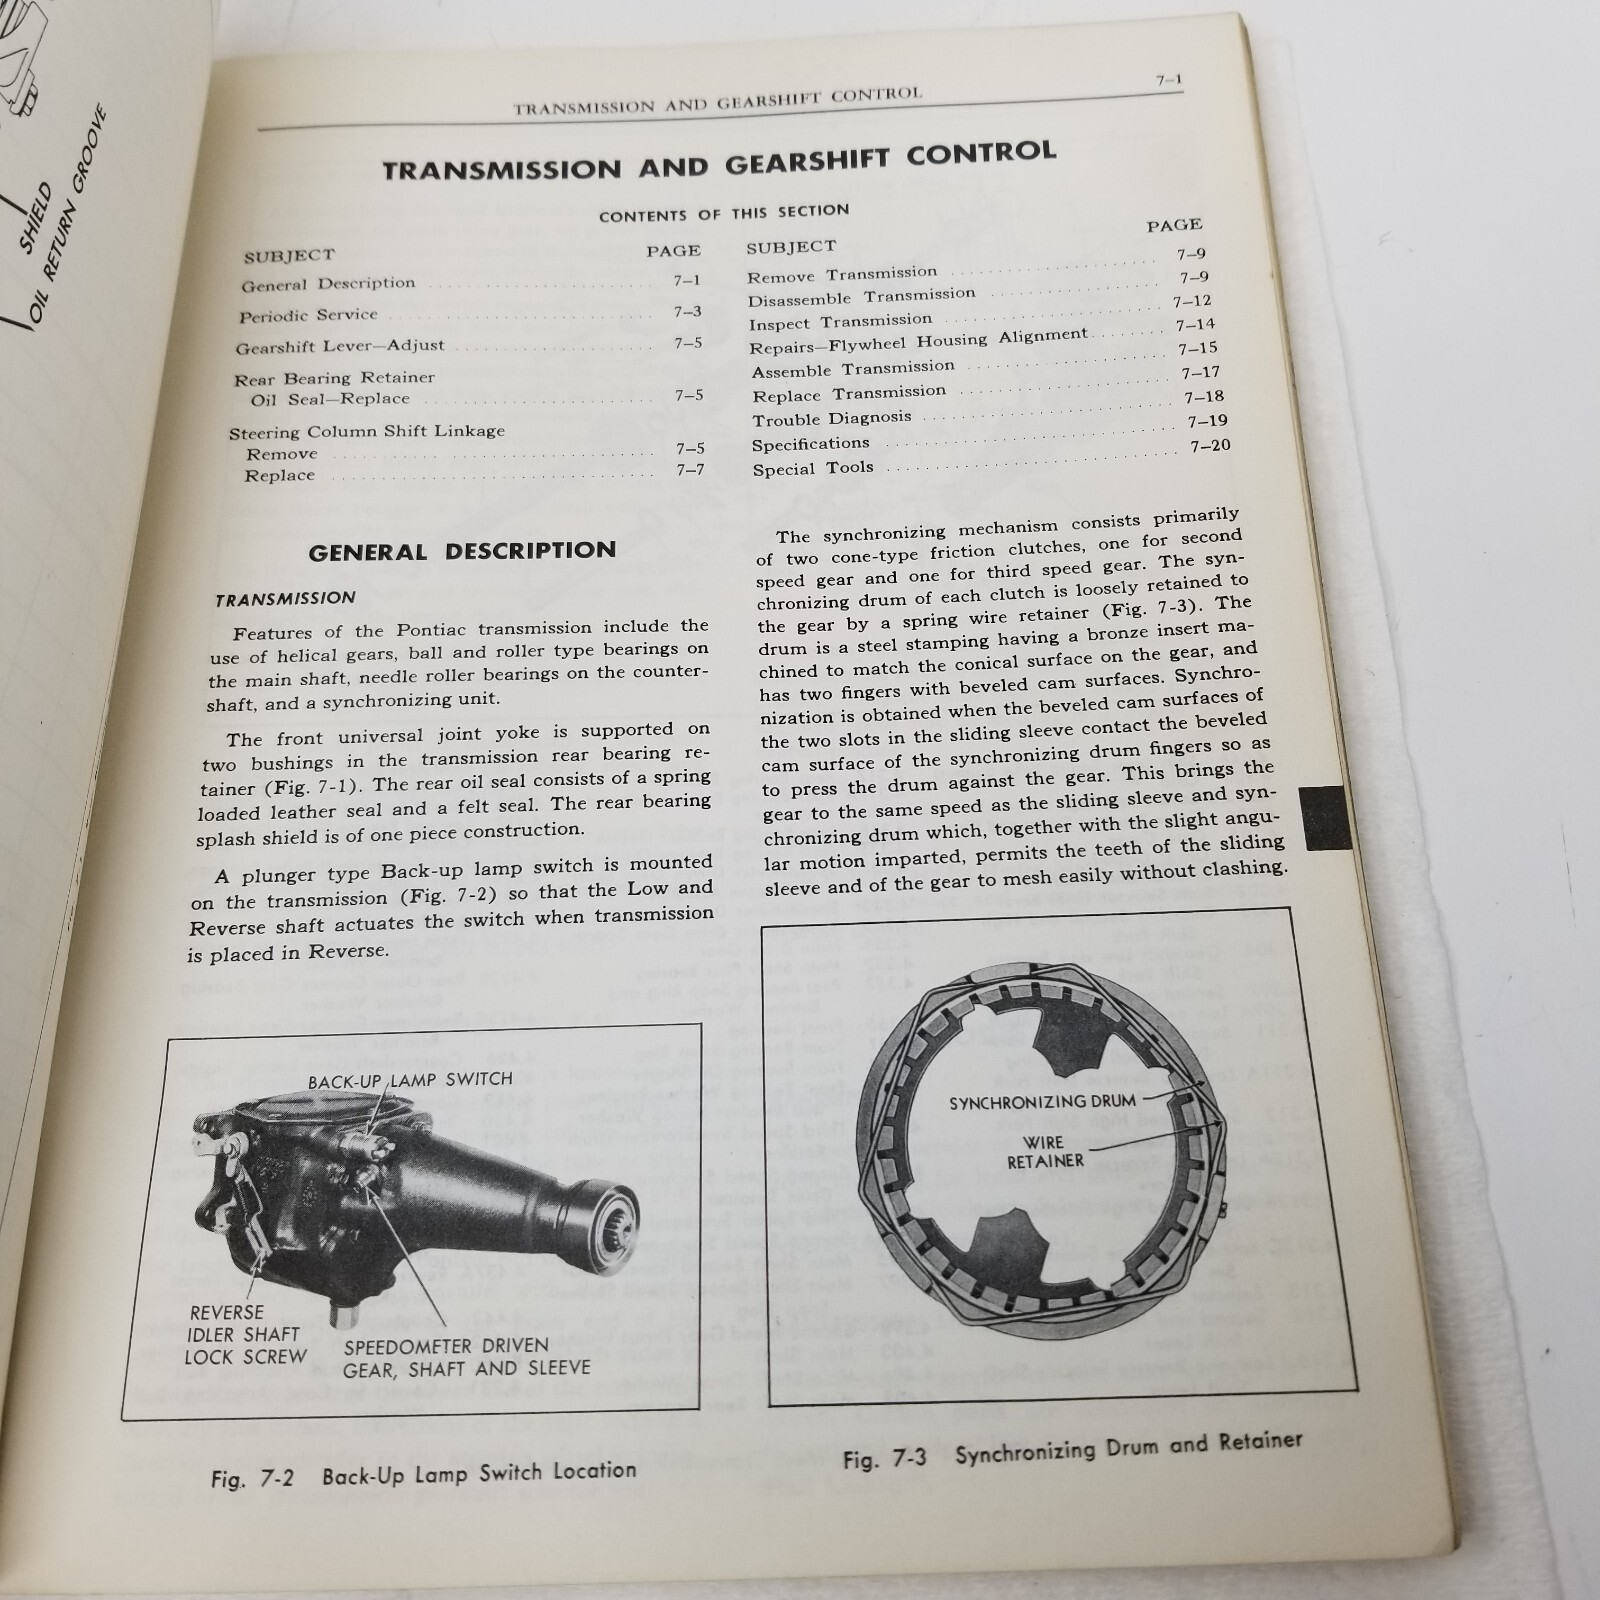 SHIELD
OIL RETURN GROOVE
TRANSMISSION AND GEARSHIFT CONTROL
7–1
TRANSMISSION AND GEARSHIFT CONTROL
CONTENTS OF THIS SECTION
SUBJECT PAGE
General Description 7–1
Periodic Service 7–3
Gearshift Lever—Adjust 7–5
Rear Bearing Retainer
Oil Seal—Replace 7–5
Steering Column Shift Linkage
Remove 7–5
Replace 7–7
SUBJECT PAGE
Remove Transmission 7–9
Disassemble Transmission 7–9
Inspect Transmission 7–12
Repairs—Flywheel Housing Alignment 7–14
Assemble Transmission 7–15
Replace Transmission 7–17
Trouble Diagnosis 7–18
Specifications 7–19
Special Tools 7–20
GENERAL DESCRIPTION
TRANSMISSION
Features of the Pontiac transmission include the
use of helical gears, ball and roller type bearings on
the main shaft, needle roller bearings on the counter-
shaft, and a synchronizing unit.
The front universal joint yoke is supported on
two bushings in the transmission rear bearing re-
tainer (Fig. 7-1). The rear oil seal consists of a spring
loaded leather seal and a felt seal. The rear bearing
splash shield is of one piece construction.
A plunger type Back-up lamp switch is mounted
on the transmission (Fig. 7-2) so that the Low and
Reverse shaft actuates the switch when transmission
is placed in Reverse.
The synchronizing mechanism consists primarily
of two cone-type friction clutches, one for second
speed gear and one for third speed gear. The syn-
chronizing drum of each clutch is loosely retained to
the gear by a spring wire retainer (Fig. 7-3). The
drum is a steel stamping having a bronze insert ma-
chined to match the conical surface on the gear, and
has two fingers with beveled cam surfaces. Synchro-
nization is obtained when the beveled cam surfaces of
the two slots in the sliding sleeve contact the beveled
cam surface of the synchronizing drum fingers so as
to press the drum against the gear. This brings the
gear to the same speed as the sliding sleeve and syn-
chronizing drum which, together with the slight angu-
lar motion imparted, permits the teeth of the sliding
sleeve and of the gear to mesh easily without clashing.
BACK-UP LAMP SWITCH
REVERSE
IDLER SHAFT
LOCK SCREW
SPEEDOMETER DRIVEN
GEAR, SHAFT AND SLEEVE
Fig. 7-2 Back-Up Lamp Switch Location
SYNCHRONIZING DRUM
WIRE
RETAINER
Fig. 7-3 Synchronizing Drum and Retainer